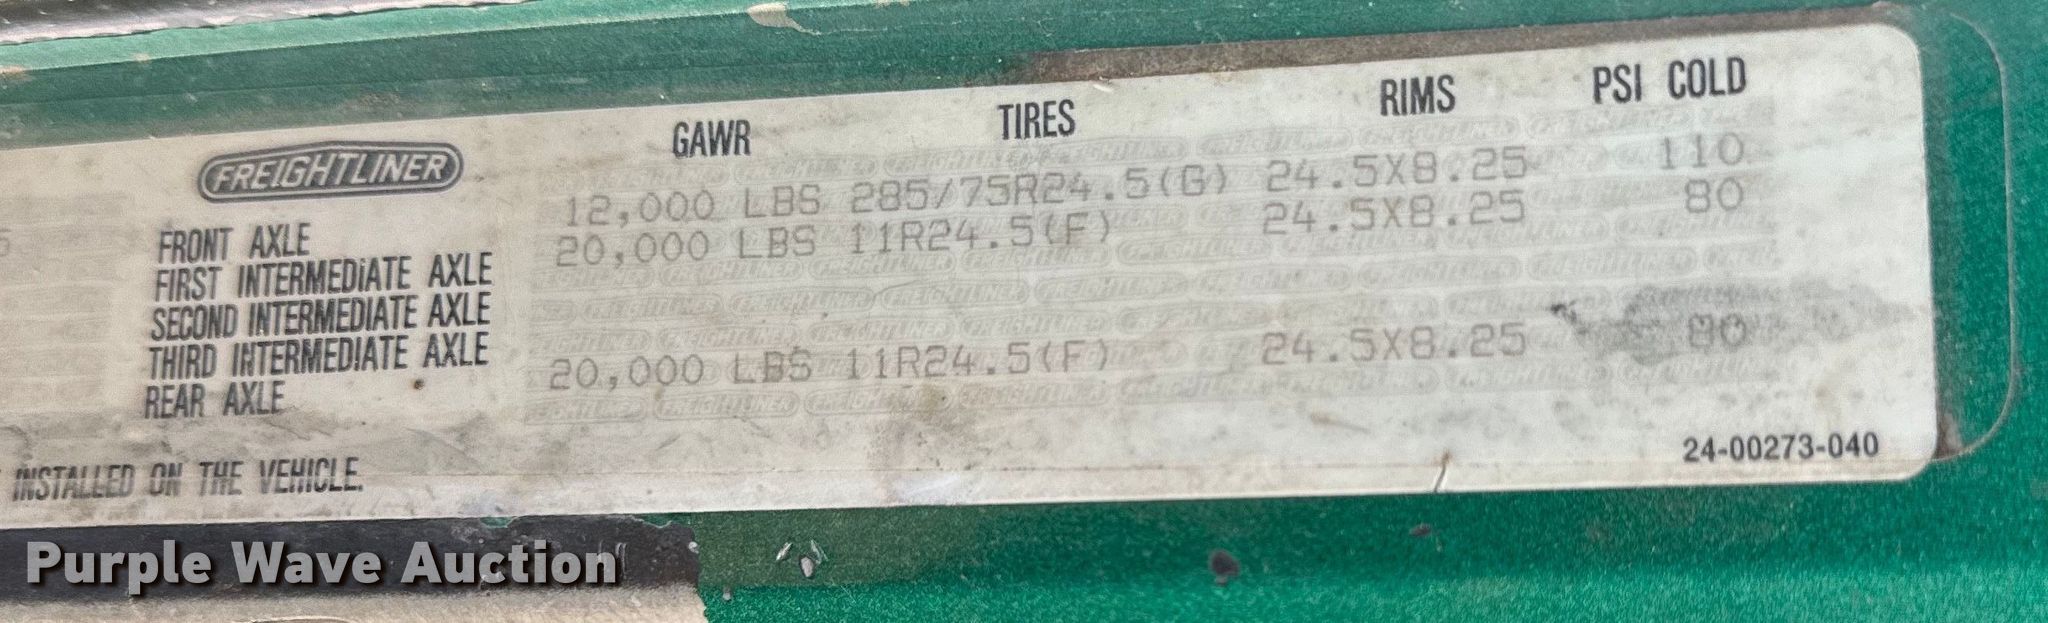 GAWR TIRES RIMS PSI COLD
FREIGHTLINER
FRONT AXLE 12,000 LBS 285/75R24.5(G) 24.5X8.25 110
FIRST INTERMEDIATE AXLE 20,000 LBS 11R24.5(F) 24.5X8.25 80
SECOND INTERMEDIATE AXLE
THIRD INTERMEDIATE AXLE
REAR AXLE 20,000 LBS 11R24.5(F) 24.5X8.25 80
24-00273-040
INSTALLED ON THE VEHICLE.
Purple Wave Auction